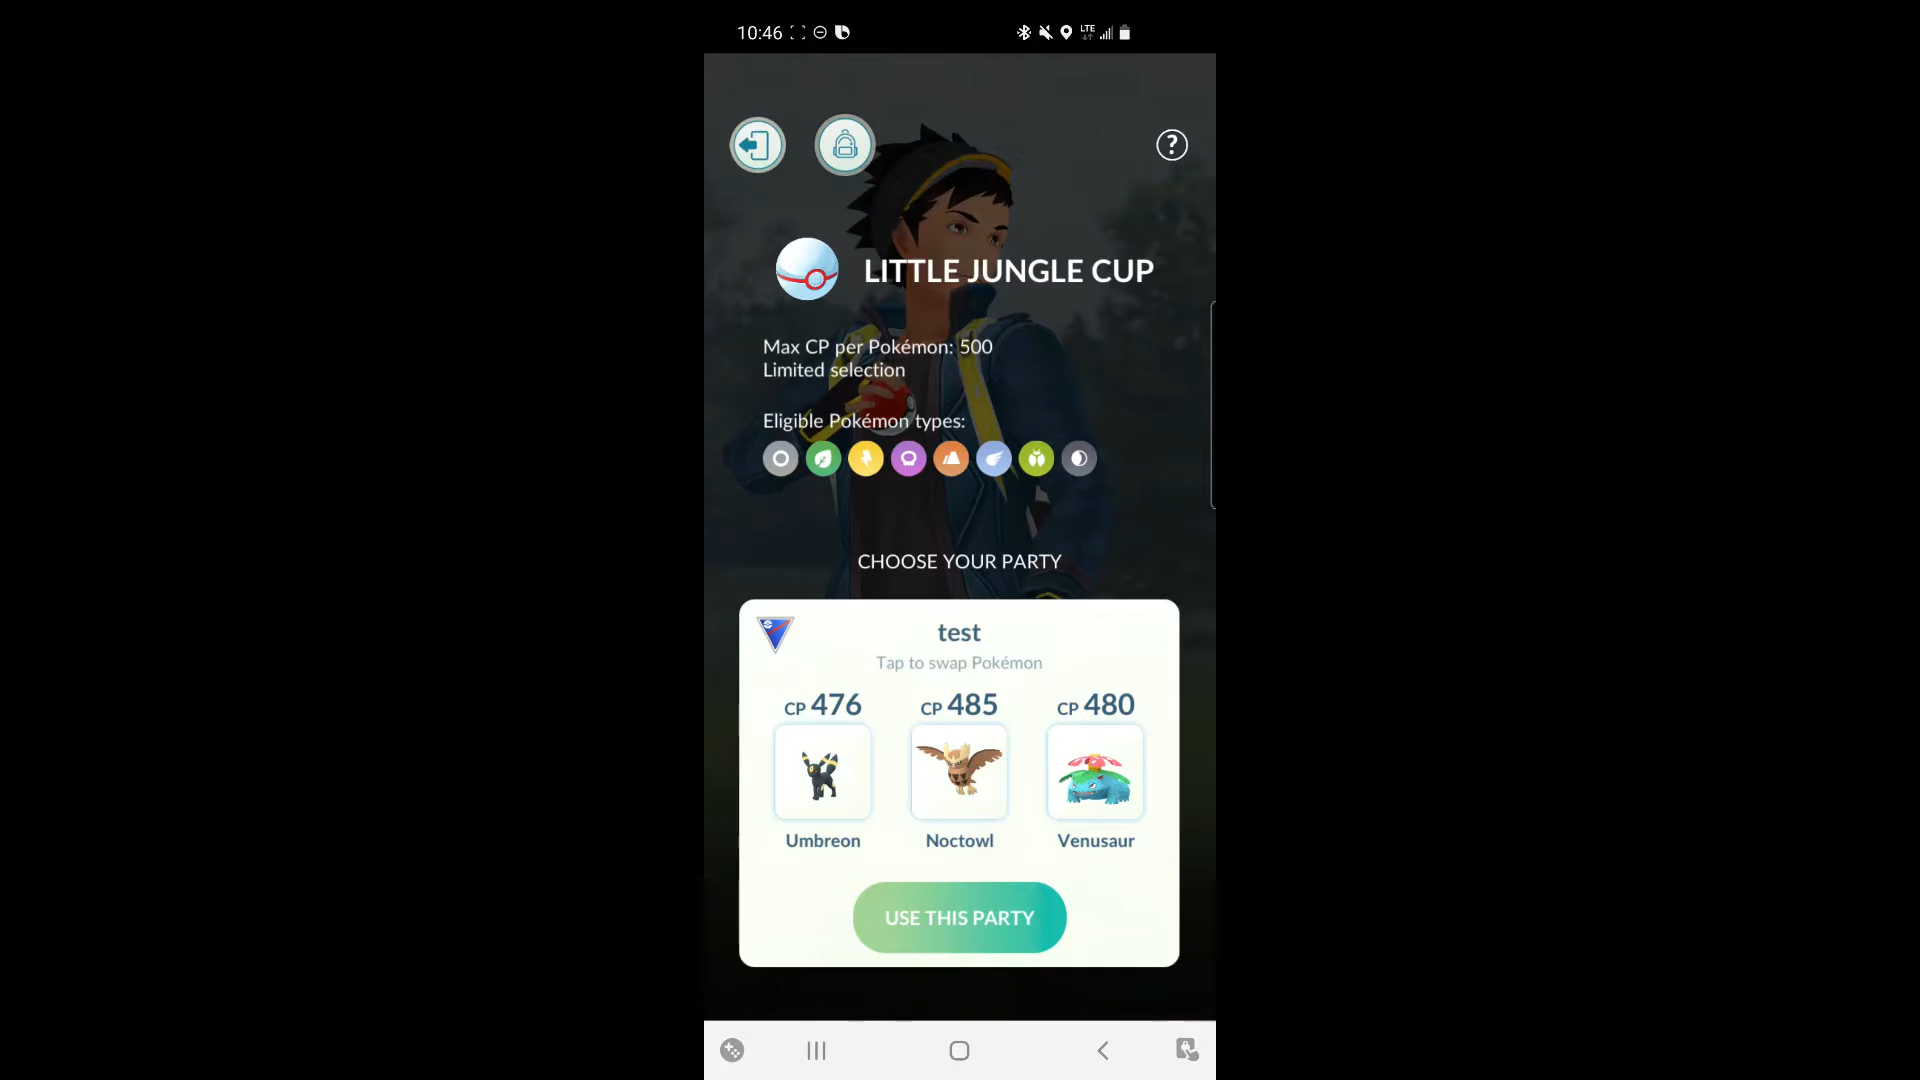 10:46
LTE
?
LITTLE JUNGLE CUP
Max CP per Pokémon: 500
Limited selection
Eligible Pokémon types:
CHOOSE YOUR PARTY
test
Tap to swap Pokémon
CP 476 CP 485 CP 480
Umbreon Noctowl Venusaur
USE THIS PARTY